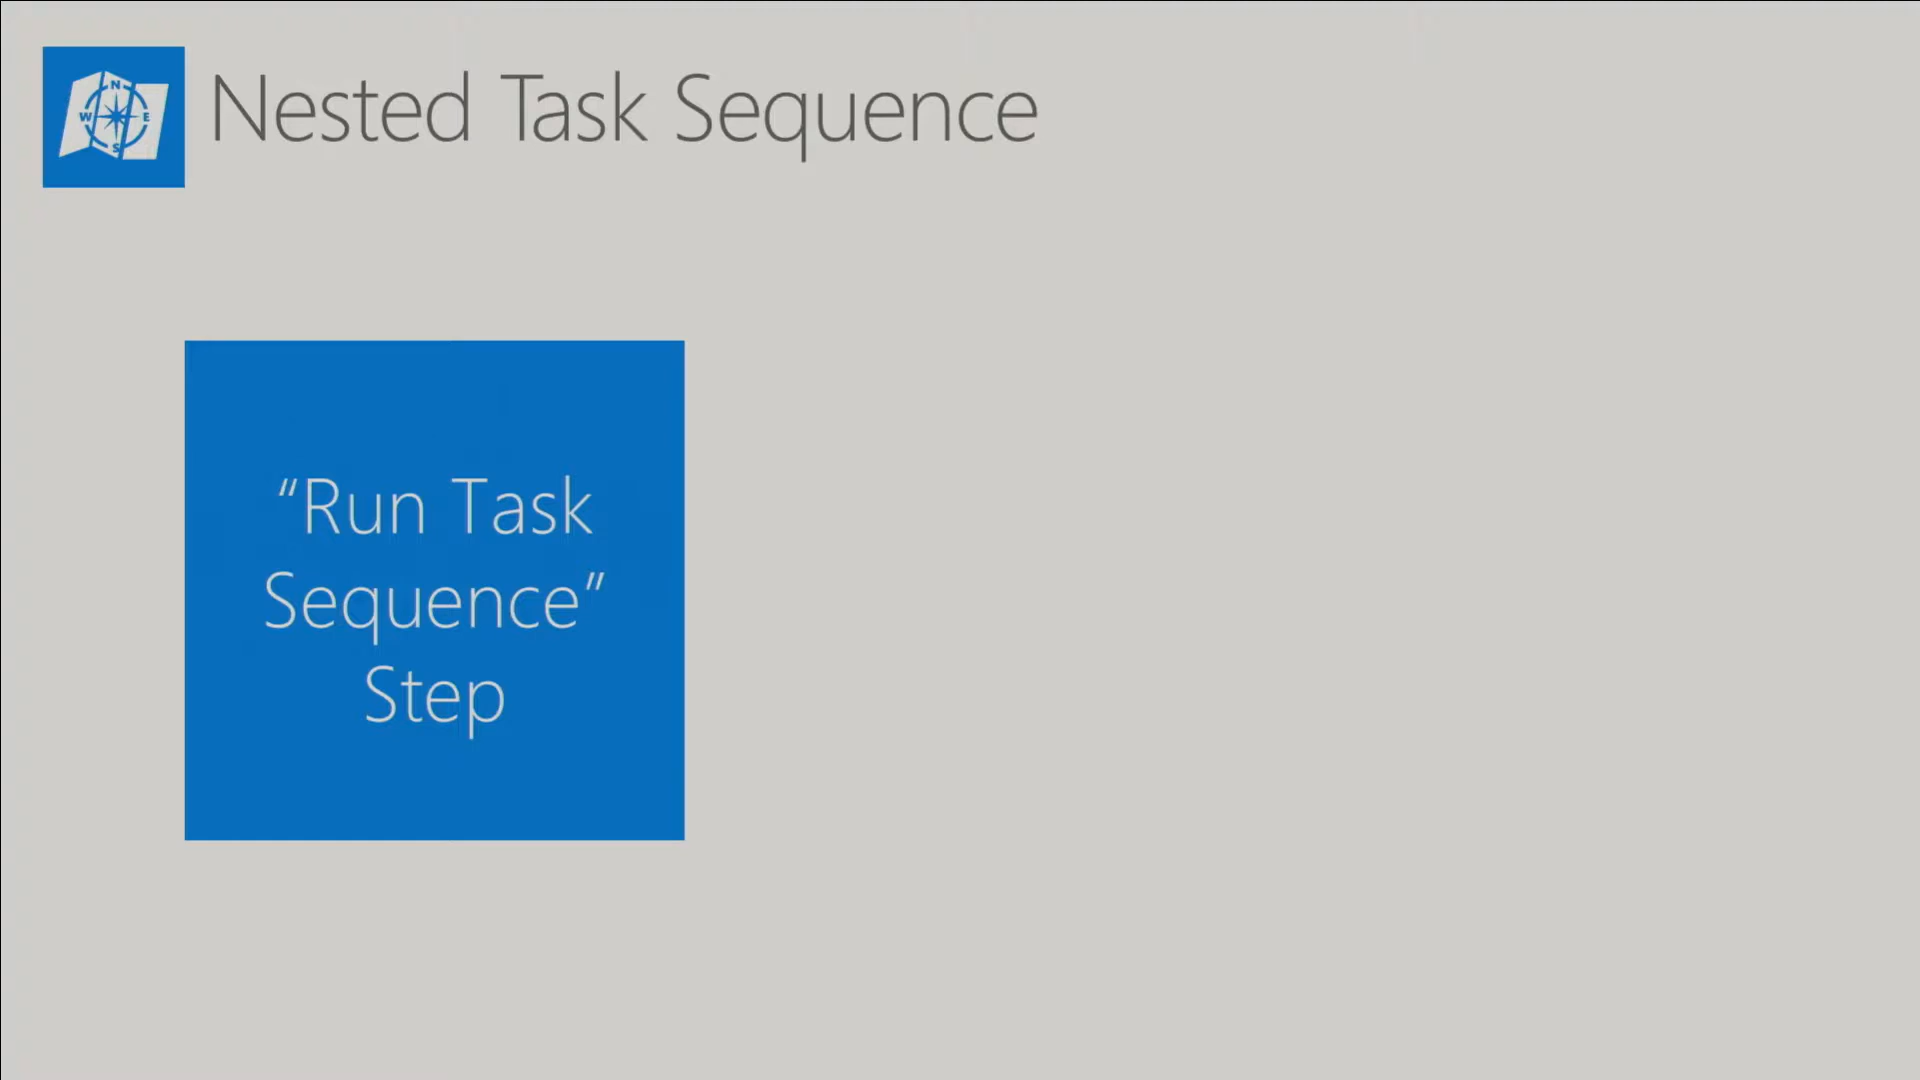 Nested Task Sequence
N
W E
S
“Run Task
Sequence”
Step